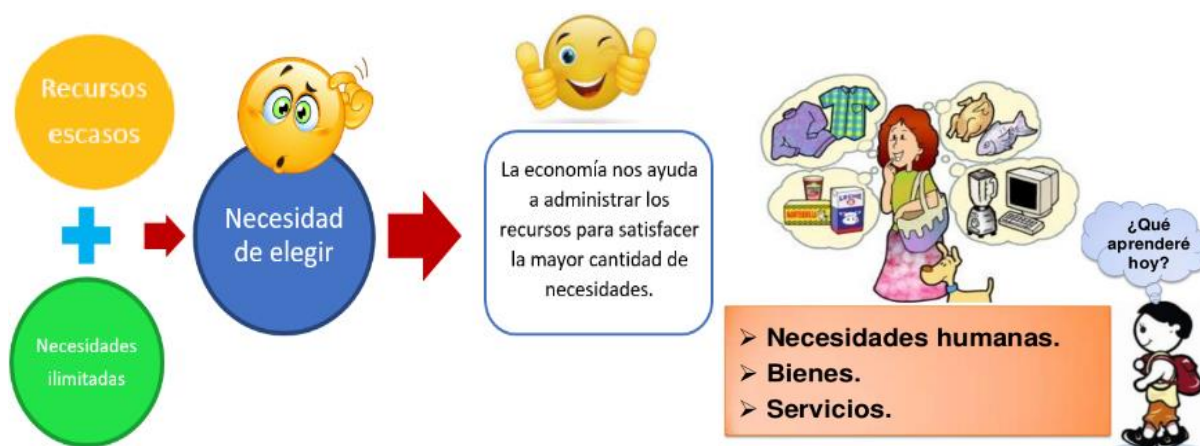 Recursos
escasos
Necesidades
ilimitadas
Necesidad
de elegir
La economía nos ayuda
a administrar los
recursos para satisfacer
la mayor cantidad de
necesidades.
LECHE
¿Qué
aprenderé
hoy?
➢ Necesidades humanas.
➢ Bienes.
➢ Servicios.